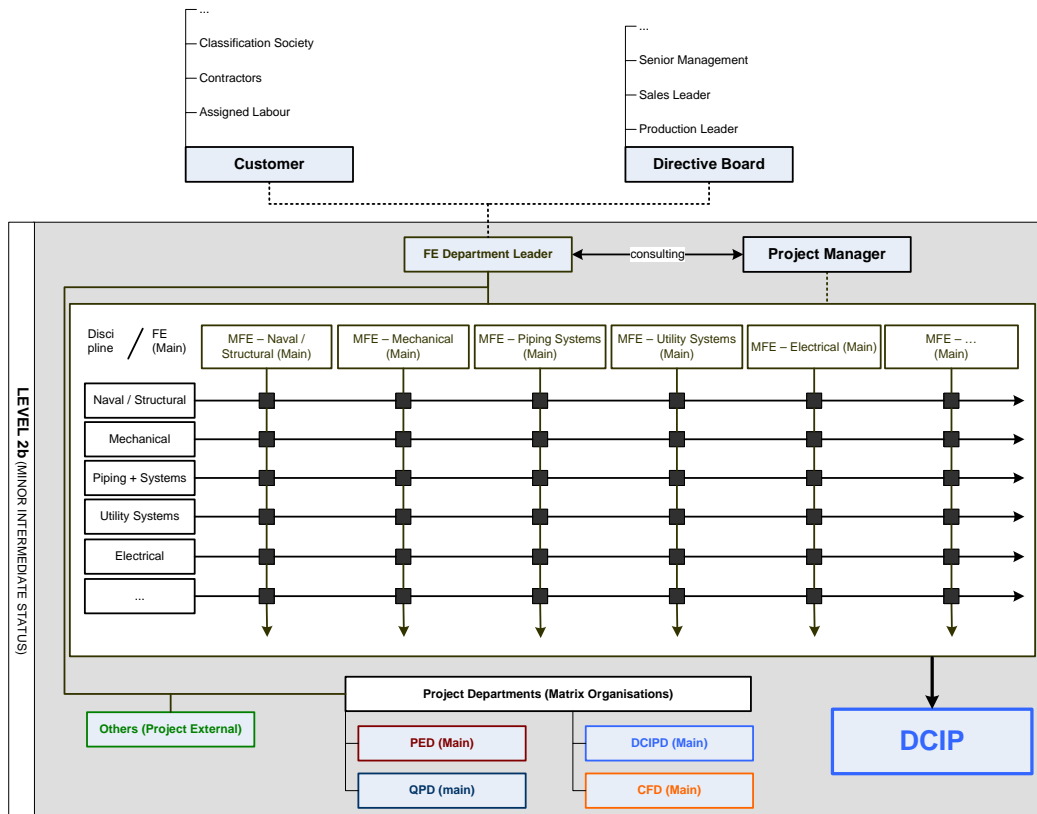 ...
Classification Society
Contractors
Assigned Labour
Customer
...
Senior Management
Sales Leader
Production Leader
Directive Board
LEVEL 2b (MINOR INTERMEDIATE STATUS)
FE Department Leader
consulting
Project Manager
Disci
pline
/
FE
(Main)
MFE – Naval /
Structural (Main)
MFE – Mechanical
(Main)
MFE – Piping Systems
(Main)
MFE – Utility Systems
(Main)
MFE – Electrical (Main)
MFE – …
(Main)
Naval / Structural
Mechanical
Piping + Systems
Utility Systems
Electrical
...
Project Departments (Matrix Organisations)
Others (Project External)
PED (Main)
DCIPD (Main)
QPD (main)
CFD (Main)
DCIP